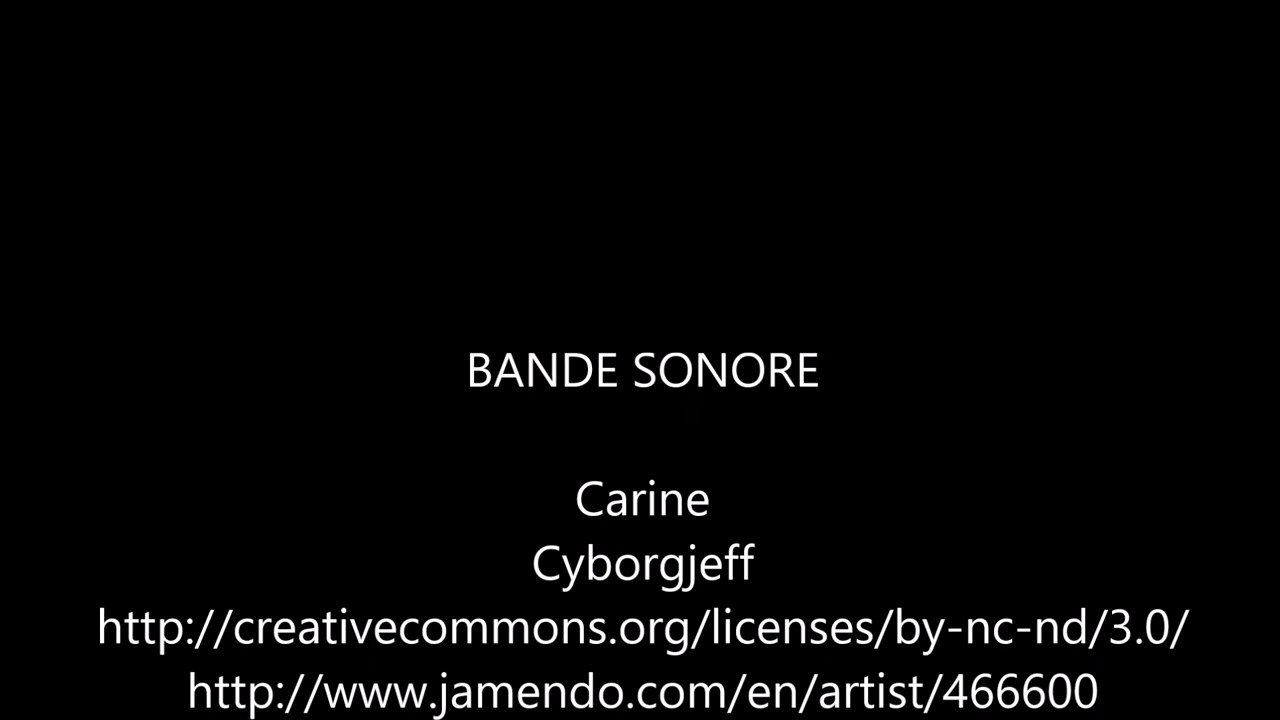 BANDE SONORE
Carine
Cyborgjeff
http://creativecommons.org/licenses/by-nc-nd/3.0/
http://www.jamendo.com/en/artist/466600